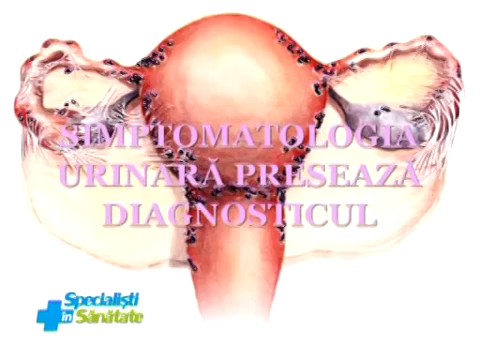 SIMPTOMATOLOGIA
URINARĂ PRESEAZĂ
DIAGNOSTICUL
Specialiști
în Sănătate